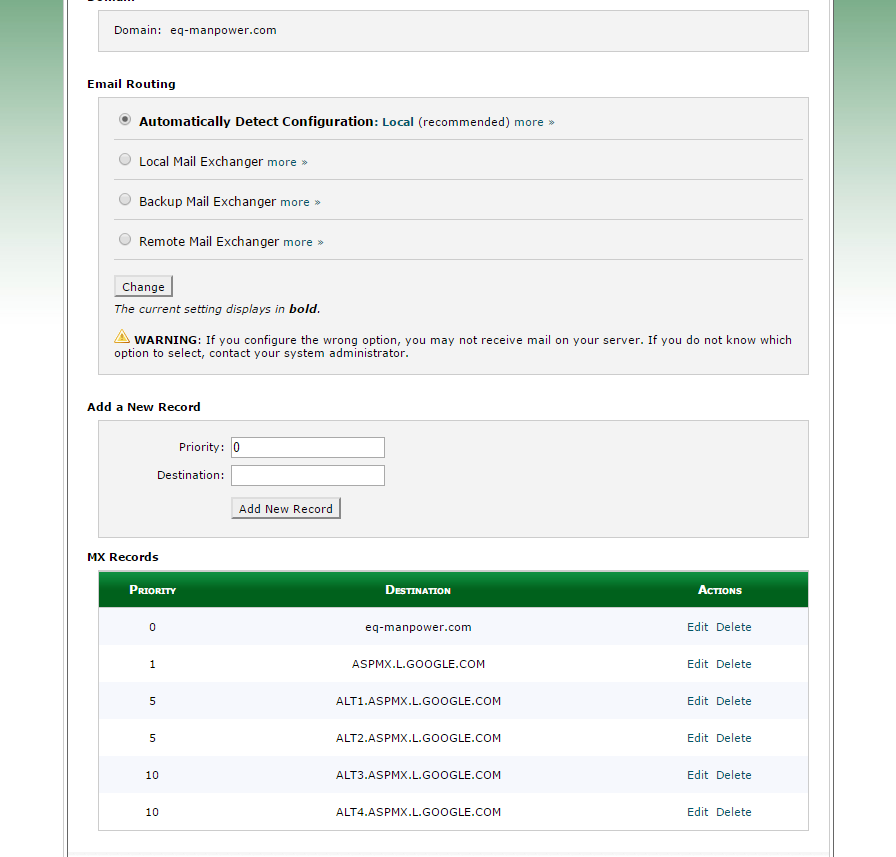 Domain: eq-manpower.com
Email Routing
Automatically Detect Configuration: Local (recommended) more »
Local Mail Exchanger more »
Backup Mail Exchanger more »
Remote Mail Exchanger more »
Change
The current setting displays in bold.
WARNING: If you configure the wrong option, you may not receive mail on your server. If you do not know which
option to select, contact your system administrator.
Add a New Record
Priority: 0
Destination:
Add New Record
MX Records
Priority Destination Actions
0 eq-manpower.com Edit Delete
1 ASPMX.L.GOOGLE.COM Edit Delete
5 ALT1.ASPMX.L.GOOGLE.COM Edit Delete
5 ALT2.ASPMX.L.GOOGLE.COM Edit Delete
10 ALT3.ASPMX.L.GOOGLE.COM Edit Delete
10 ALT4.ASPMX.L.GOOGLE.COM Edit Delete